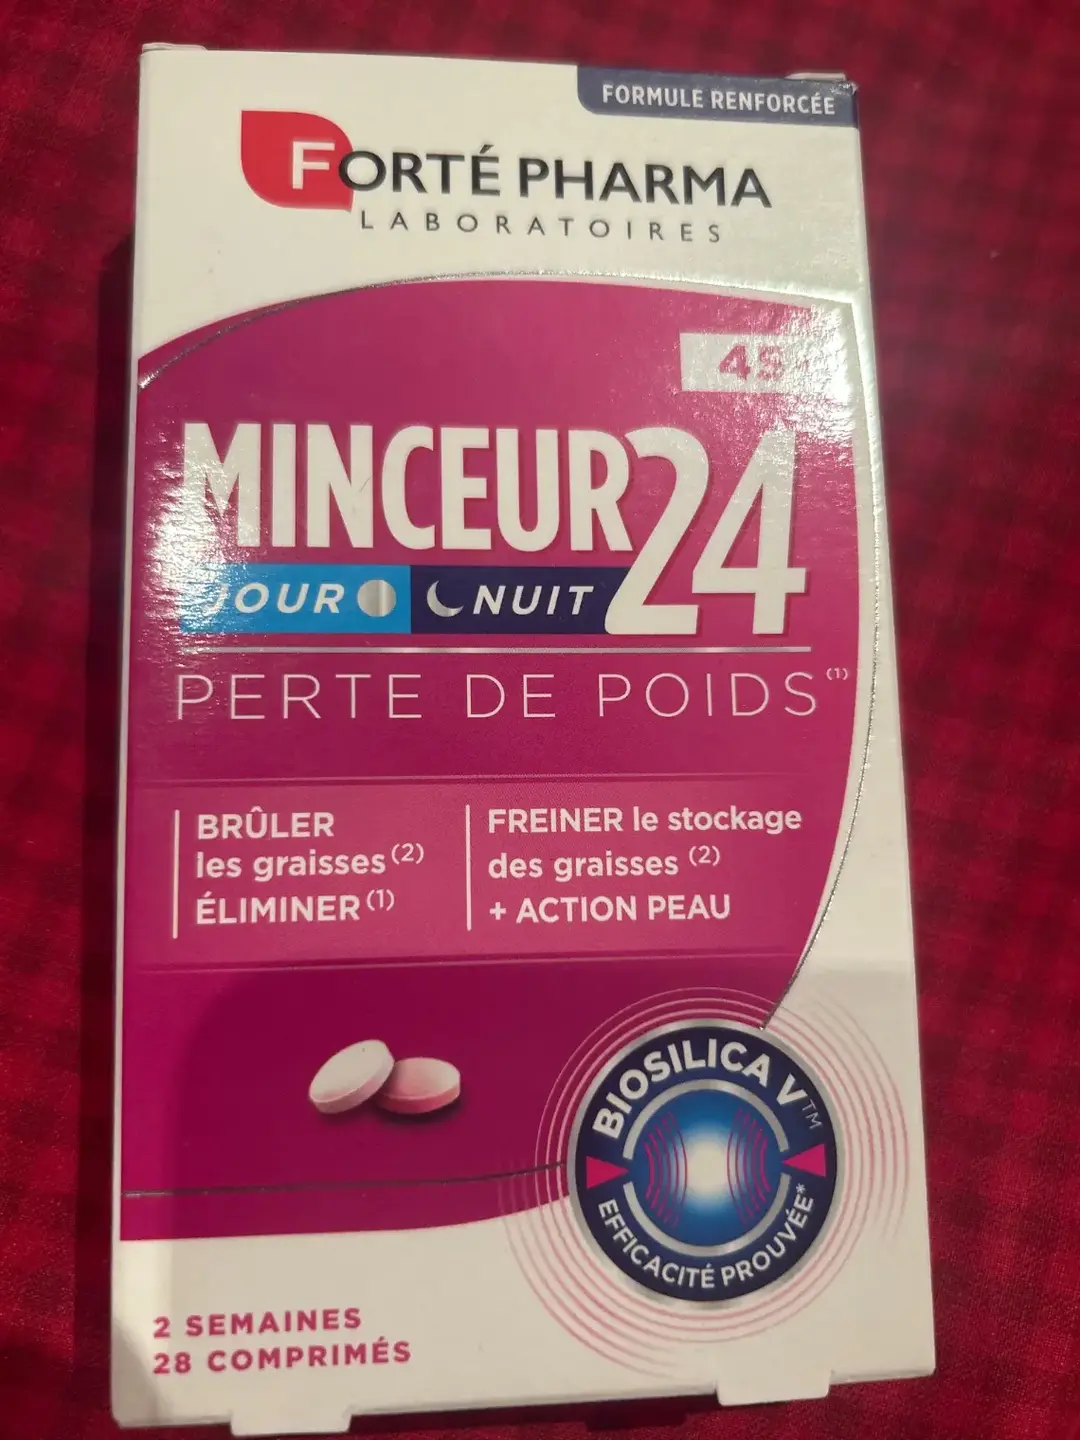 FORMULE RENFORCÉE
FORTÉ PHARMA
LABORATOIRES
45+
MINCEUR 24
JOUR NUIT
PERTE DE POIDS (1)
BRÛLER
les graisses (2)
ÉLIMINER (1)
FREINER le stockage
des graisses (2)
+ ACTION PEAU
BIOSILICA V™
EFFICACITÉ PROUVÉE*
2 SEMAINES
28 COMPRIMÉS